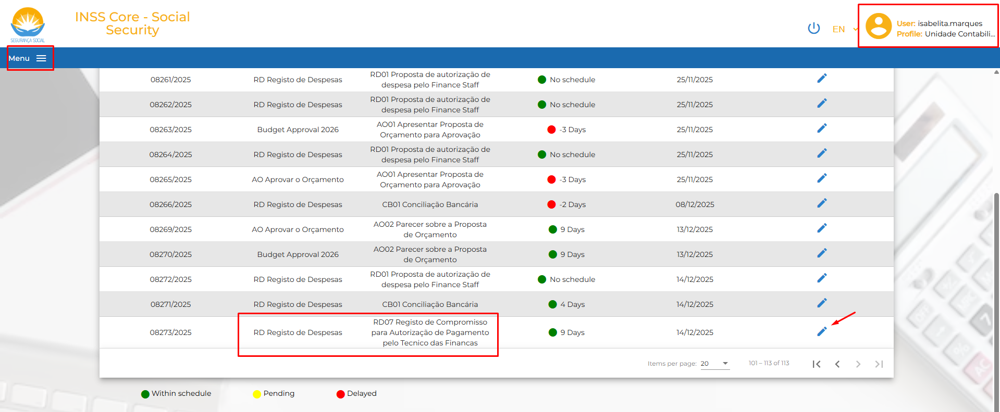 INSS Core - Social
Security
SEGURANÇA SOCIAL
EN
User: isabelita.marques
Profile: Unidade Contabili...
Menu
08261/2025 RD Registo de Despesas RD01 Proposta de autorização de despesa pelo Finance Staff No schedule 25/11/2025
08262/2025 RD Registo de Despesas RD01 Proposta de autorização de despesa pelo Finance Staff No schedule 25/11/2025
08263/2025 Budget Approval 2026 AO01 Apresentar Proposta de Orçamento para Aprovação -3 Days 25/11/2025
08264/2025 RD Registo de Despesas RD01 Proposta de autorização de despesa pelo Finance Staff No schedule 25/11/2025
08265/2025 AO Aprovar o Orçamento AO01 Apresentar Proposta de Orçamento para Aprovação -3 Days 25/11/2025
08266/2025 RD Registo de Despesas CB01 Conciliação Bancária -2 Days 08/12/2025
08269/2025 AO Aprovar o Orçamento AO02 Parecer sobre a Proposta de Orçamento 9 Days 13/12/2025
08270/2025 Budget Approval 2026 AO02 Parecer sobre a Proposta de Orçamento 9 Days 13/12/2025
08272/2025 RD Registo de Despesas RD01 Proposta de autorização de despesa pelo Finance Staff No schedule 14/12/2025
08271/2025 RD Registo de Despesas CB01 Conciliação Bancária 4 Days 14/12/2025
08273/2025 RD Registo de Despesas RD07 Registo de Compromisso para Autorização de Pagamento pelo Tecnico das Financas 9 Days 14/12/2025
Items per page: 20 101 – 113 of 113
Within schedule Pending Delayed